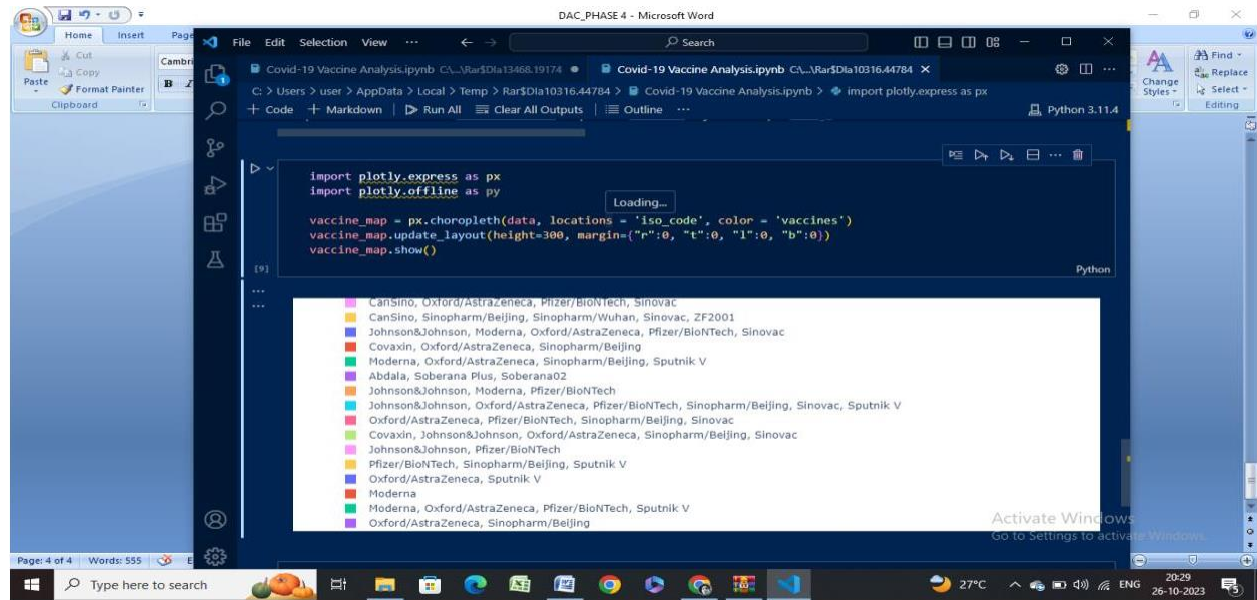 DAC_PHASE 4 - Microsoft Word
Home Insert Page
Cut
Copy
Format Painter
Paste
Clipboard
Cambri
B I
File Edit Selection View ··· Search
Covid-19 Vaccine Analysis.ipynb C:\...\Rar$DIa13468.19174 Covid-19 Vaccine Analysis.ipynb C:\...\Rar$DIa10316.44784
C: > Users > user > AppData > Local > Temp > Rar$DIa10316.44784 > Covid-19 Vaccine Analysis.ipynb > import plotly.express as px
+ Code + Markdown Run All Clear All Outputs Outline ··· Python 3.11.4
Change Styles
Find
Replace
Select
Editing
import plotly.express as px
import plotly.offline as py
Loading...
vaccine_map = px.choropleth(data, locations = 'iso_code', color = 'vaccines')
vaccine_map.update_layout(height=300, margin={"r":0, "t":0, "l":0, "b":0})
vaccine_map.show()
[9] Python
CanSino, Oxford/AstraZeneca, Pfizer/BioNTech, Sinovac
CanSino, Sinopharm/Beijing, Sinopharm/Wuhan, Sinovac, ZF2001
Johnson&Johnson, Moderna, Oxford/AstraZeneca, Pfizer/BioNTech, Sinovac
Covaxin, Oxford/AstraZeneca, Sinopharm/Beijing
Moderna, Oxford/AstraZeneca, Sinopharm/Beijing, Sputnik V
Abdala, Soberana Plus, Soberana02
Johnson&Johnson, Moderna, Pfizer/BioNTech
Johnson&Johnson, Oxford/AstraZeneca, Pfizer/BioNTech, Sinopharm/Beijing, Sinovac, Sputnik V
Oxford/AstraZeneca, Pfizer/BioNTech, Sinopharm/Beijing, Sinovac
Covaxin, Johnson&Johnson, Oxford/AstraZeneca, Sinopharm/Beijing, Sinovac
Johnson&Johnson, Pfizer/BioNTech
Pfizer/BioNTech, Sinopharm/Beijing, Sputnik V
Oxford/AstraZeneca, Sputnik V
Moderna
Moderna, Oxford/AstraZeneca, Pfizer/BioNTech, Sputnik V
Oxford/AstraZeneca, Sinopharm/Beijing
Activate Windows
Go to Settings to activate Windows.
Page: 4 of 4 Words: 555 E
Type here to search 27°C ENG 20:29
26-10-2023